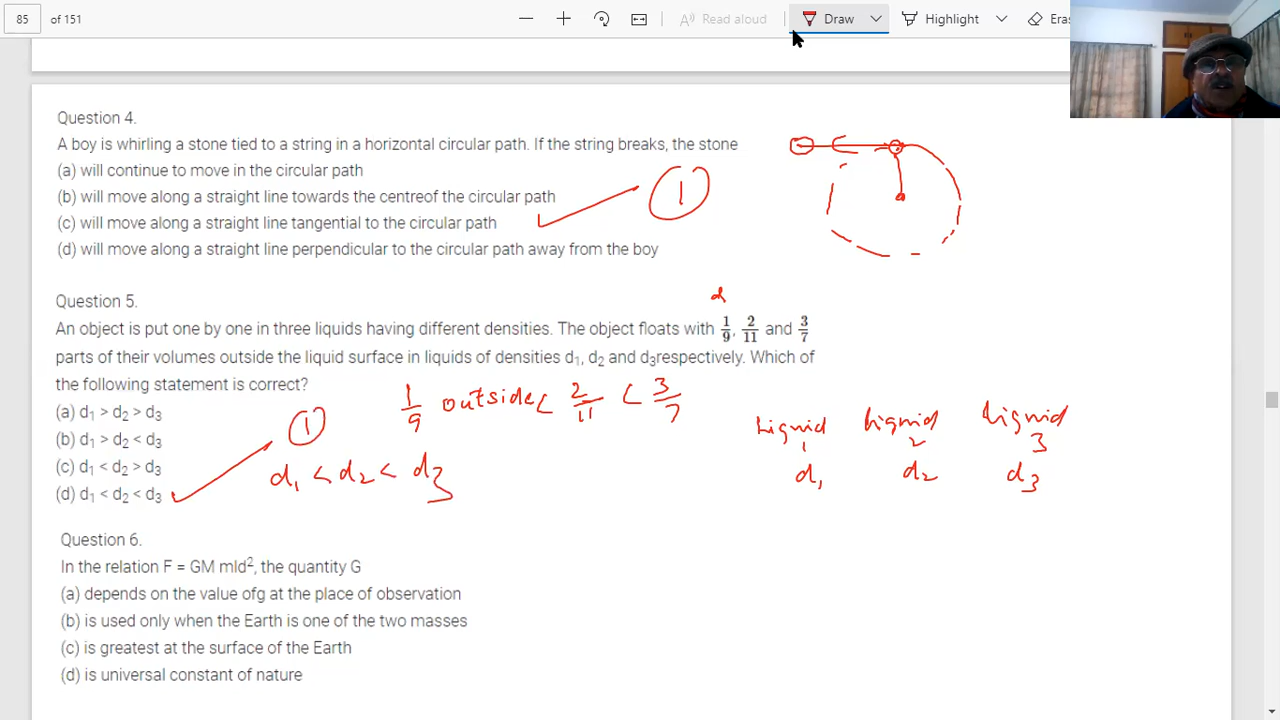 85 of 151 Read aloud Draw Highlight Eras
Question 4.
A boy is whirling a stone tied to a string in a horizontal circular path. If the string breaks, the stone
(a) will continue to move in the circular path
(b) will move along a straight line towards the centreof the circular path
(c) will move along a straight line tangential to the circular path
(d) will move along a straight line perpendicular to the circular path away from the boy
1
Question 5.
d
An object is put one by one in three liquids having different densities. The object floats with 1/9, 2/11 and 3/7
parts of their volumes outside the liquid surface in liquids of densities d₁, d₂ and d₃respectively. Which of
the following statement is correct?
(a) d₁ > d₂ > d₃
(b) d₁ > d₂ < d₃
(c) d₁ < d₂ > d₃
(d) d₁ < d₂ < d₃
1
1/9 outside < 2/11 < 3/7
d₁ < d₂ < d₃
Liquid 1 Liquid 2 Liquid 3
d₁ d₂ d₃
Question 6.
In the relation F = GM mld², the quantity G
(a) depends on the value ofg at the place of observation
(b) is used only when the Earth is one of the two masses
(c) is greatest at the surface of the Earth
(d) is universal constant of nature